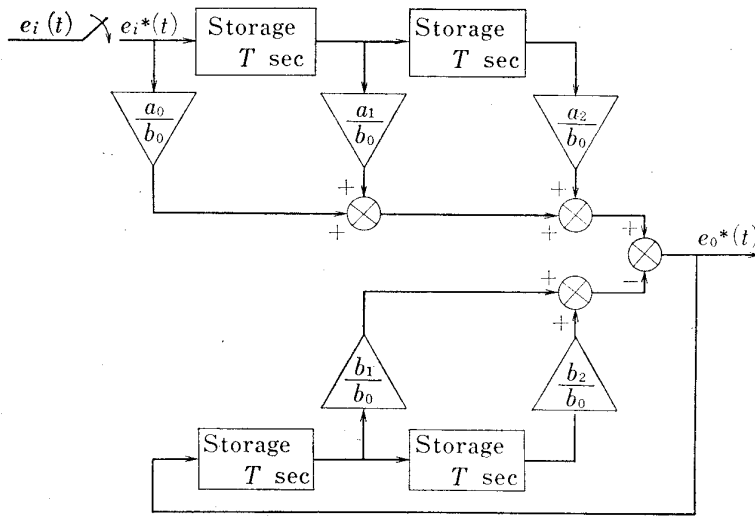 e_i(t)
e_i*(t)
Storage
T sec
Storage
T sec
a_0
b_0
a_1
b_0
a_2
b_0
+
+
+
+
+
e_0*(t)
−
+
+
b_1
b_0
b_2
b_0
Storage
T sec
Storage
T sec